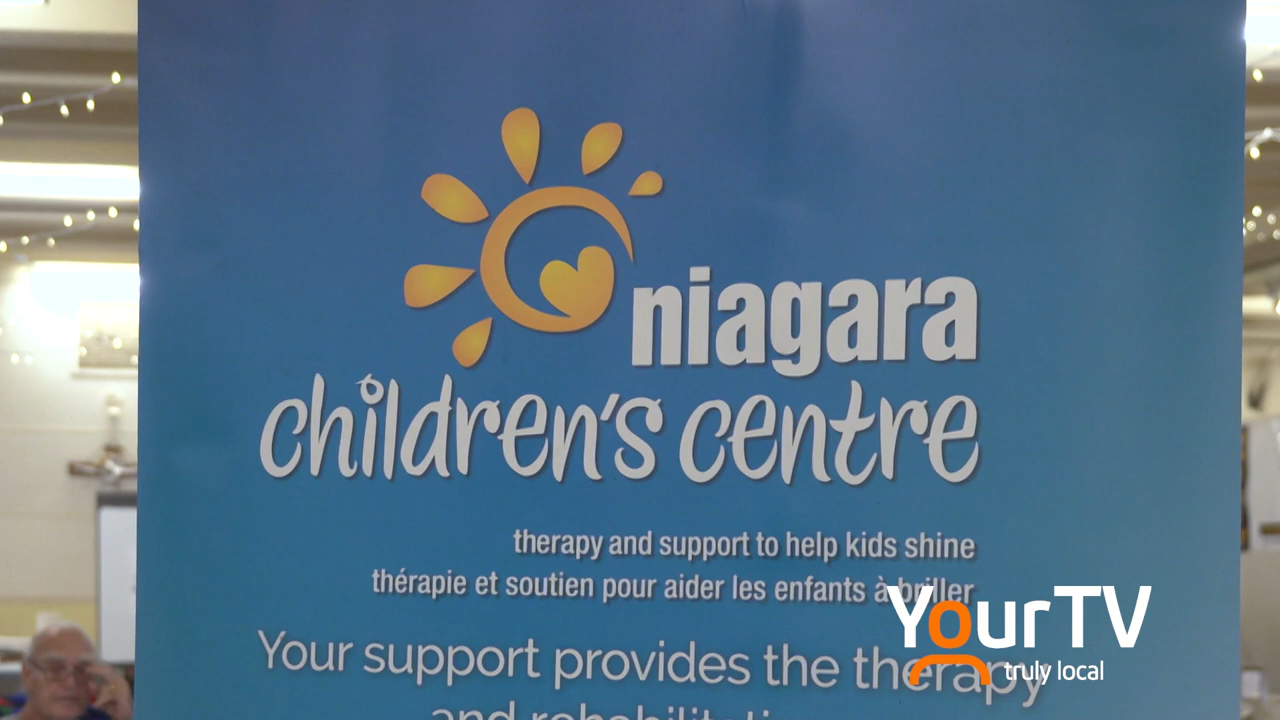 niagara
children's centre
therapy and support to help kids shine
thérapie et soutien pour aider les enfants à briller
Your support provides the therapy
and
YourTV
truly local